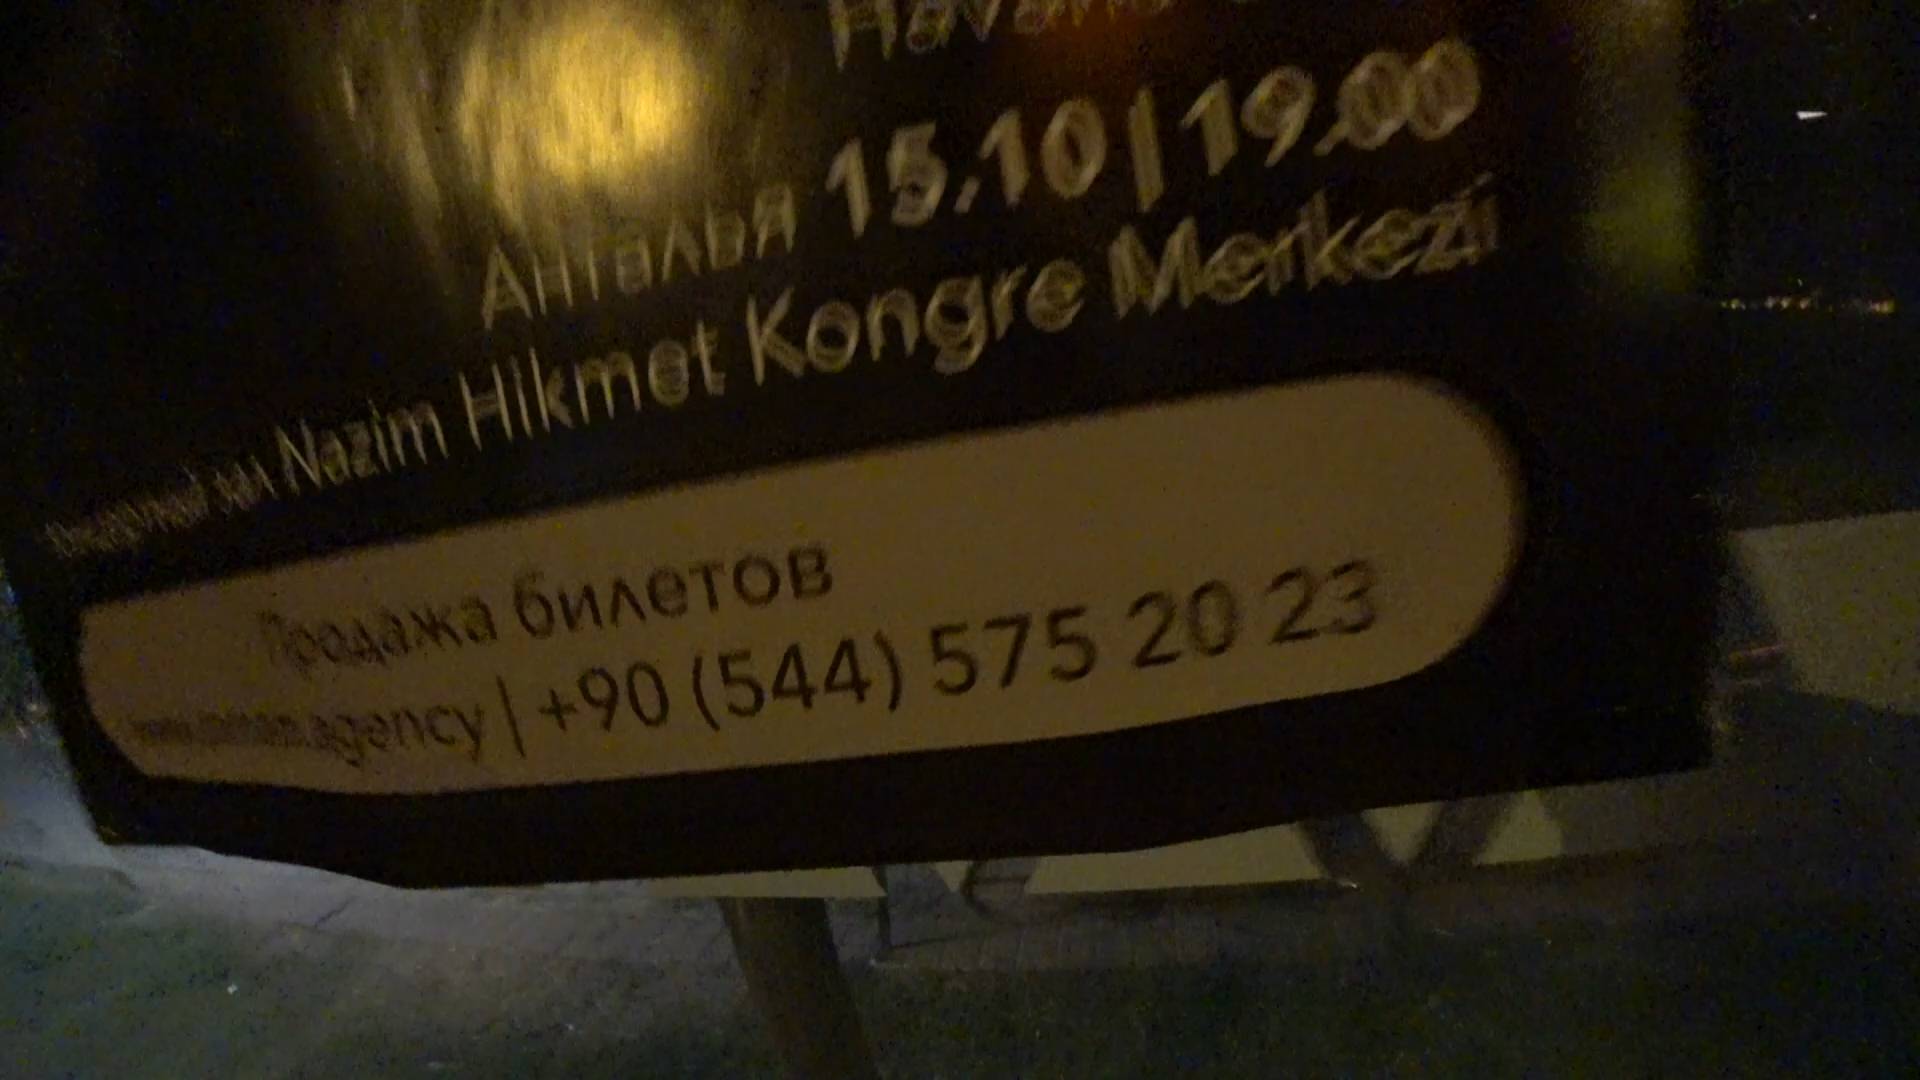 Анталья 15.10 | 19.00
Nazim Hikmet Kongre Merkezi
Продажа билетов
agency | +90 (544) 575 20 23